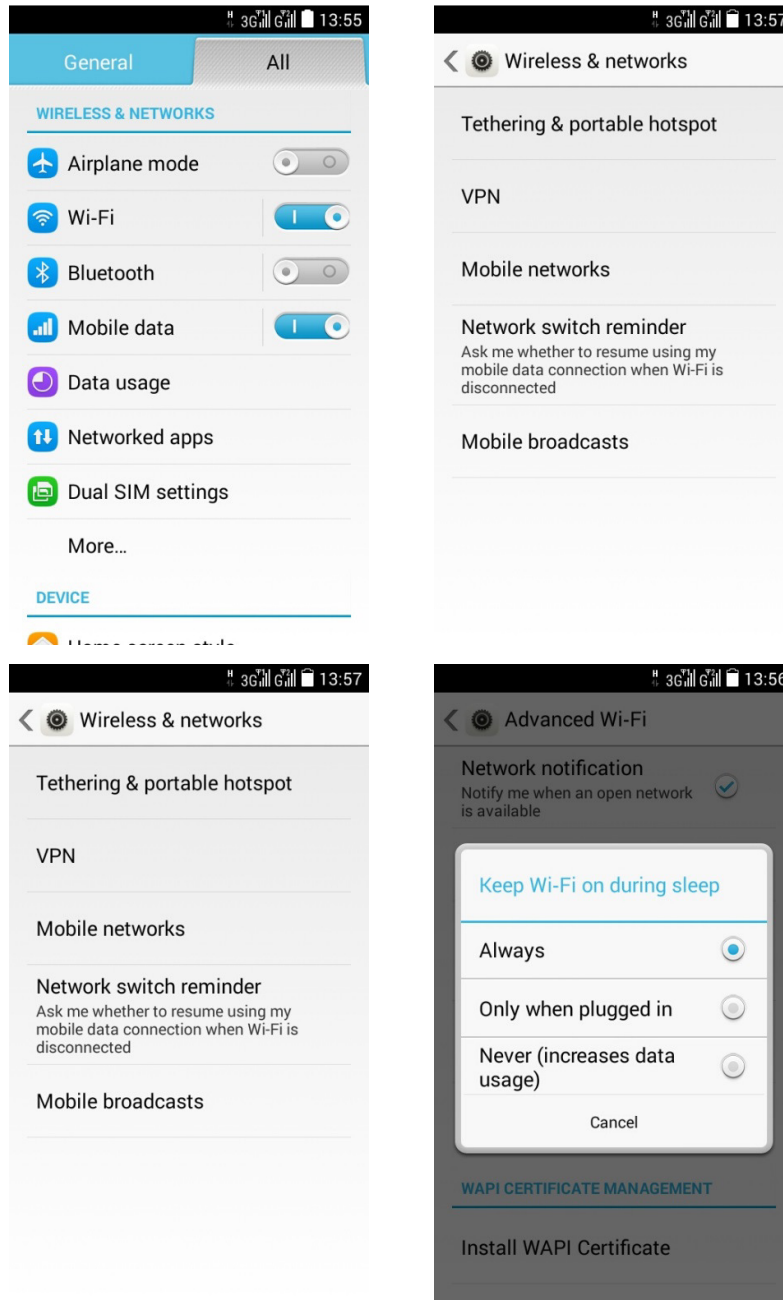 3G G 13:55
General All
WIRELESS & NETWORKS
Airplane mode
Wi-Fi
Bluetooth
Mobile data
Data usage
Networked apps
Dual SIM settings
More...
DEVICE
Home screen style
3G G 13:57
Wireless & networks
Tethering & portable hotspot
VPN
Mobile networks
Network switch reminder
Ask me whether to resume using my
mobile data connection when Wi-Fi is
disconnected
Mobile broadcasts
3G G 13:57
Wireless & networks
Tethering & portable hotspot
VPN
Mobile networks
Network switch reminder
Ask me whether to resume using my
mobile data connection when Wi-Fi is
disconnected
Mobile broadcasts
3G G 13:56
Advanced Wi-Fi
Network notification
Notify me when an open network
is available
Keep Wi-Fi on during sleep
Always
Only when plugged in
Never (increases data
usage)
Cancel
WAPI CERTIFICATE MANAGEMENT
Install WAPI Certificate